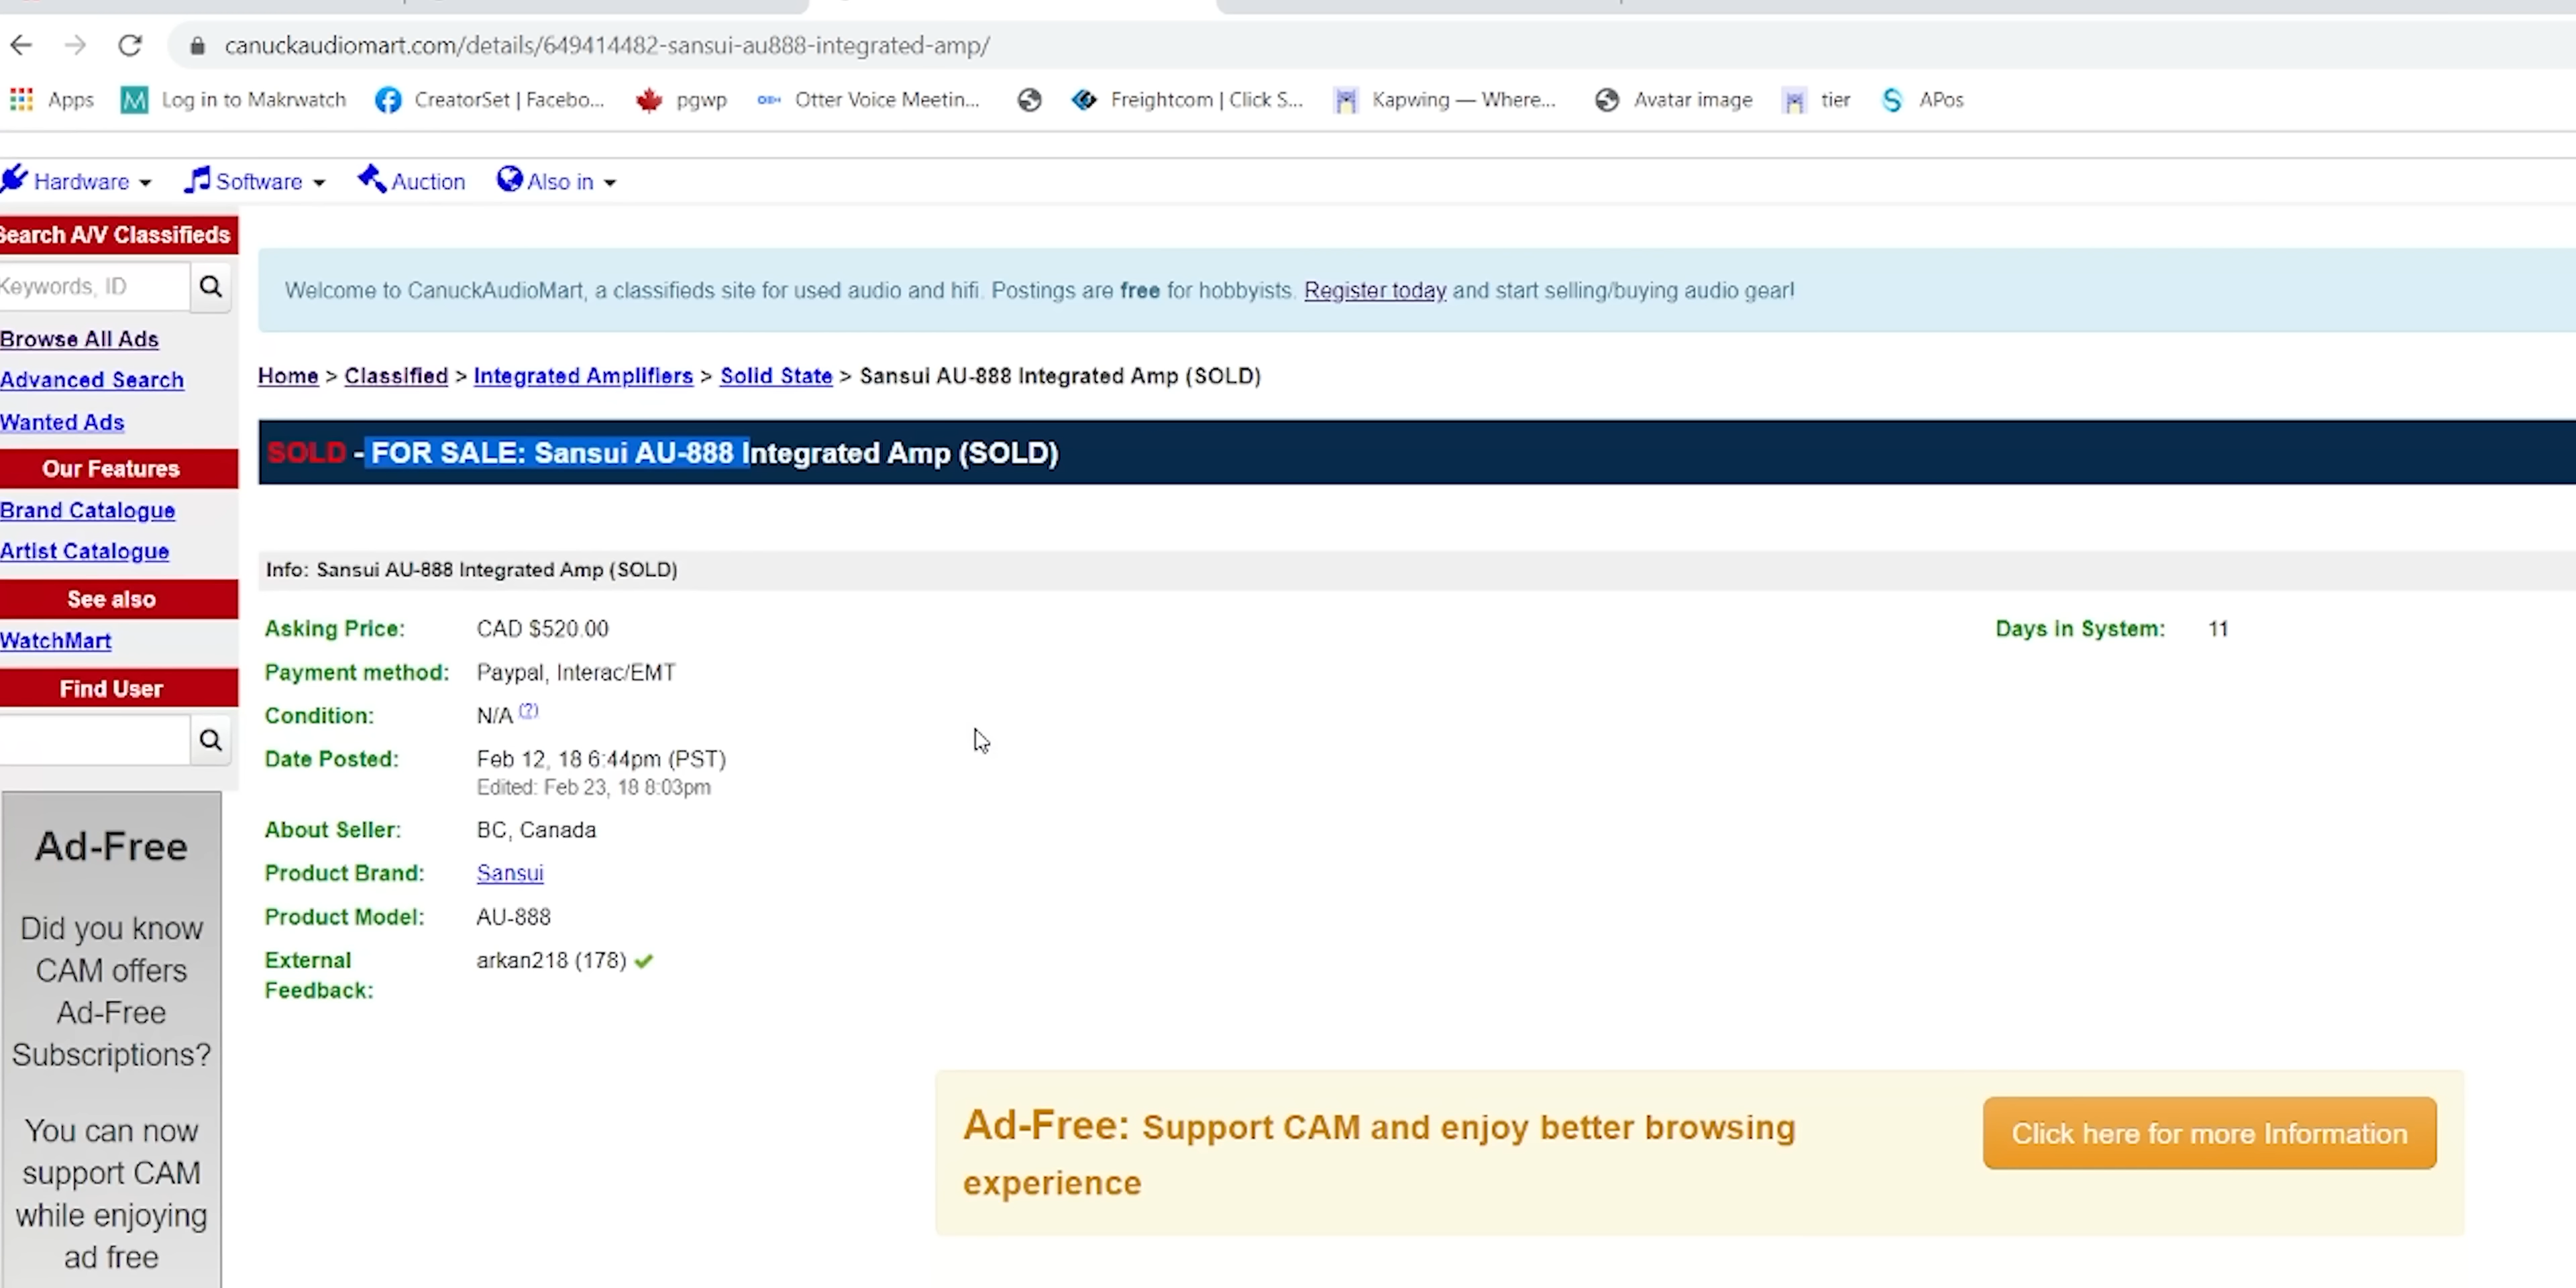 canuckaudiomart.com/details/649414482-sansui-au888-integrated-amp/
Apps Log in to Makrwatch CreatorSet | Facebo... pgwp Otter Voice Meetin... Freightcom | Click S... Kapwing — Where... Avatar image tier APos
Hardware Software Auction Also in
Search A/V Classifieds
Keywords, ID
Browse All Ads
Advanced Search
Wanted Ads
Our Features
Brand Catalogue
Artist Catalogue
See also
WatchMart
Find User
Ad-Free
Did you know
CAM offers
Ad-Free
Subscriptions?
You can now
support CAM
while enjoying
ad free
Welcome to CanuckAudioMart, a classifieds site for used audio and hifi. Postings are free for hobbyists. Register today and start selling/buying audio gear!
Home > Classified > Integrated Amplifiers > Solid State > Sansui AU-888 Integrated Amp (SOLD)
SOLD - FOR SALE: Sansui AU-888 Integrated Amp (SOLD)
Info: Sansui AU-888 Integrated Amp (SOLD)
Asking Price: CAD $520.00 Days in System: 11
Payment method: Paypal, Interac/EMT
Condition: N/A (?)
Date Posted: Feb 12, 18 6:44pm (PST)
Edited: Feb 23, 18 8:03pm
About Seller: BC, Canada
Product Brand: Sansui
Product Model: AU-888
External arkan218 (178)
Feedback:
Ad-Free: Support CAM and enjoy better browsing
experience
Click here for more Information